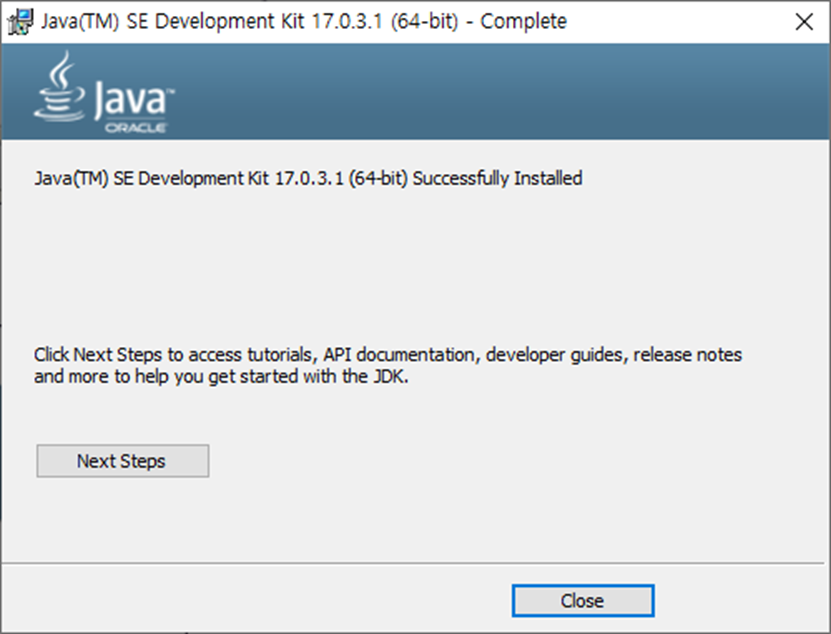 Java(TM) SE Development Kit 17.0.3.1 (64-bit) - Complete
Java™
ORACLE
Java(TM) SE Development Kit 17.0.3.1 (64-bit) Successfully Installed
Click Next Steps to access tutorials, API documentation, developer guides, release notes
and more to help you get started with the JDK.
Next Steps
Close